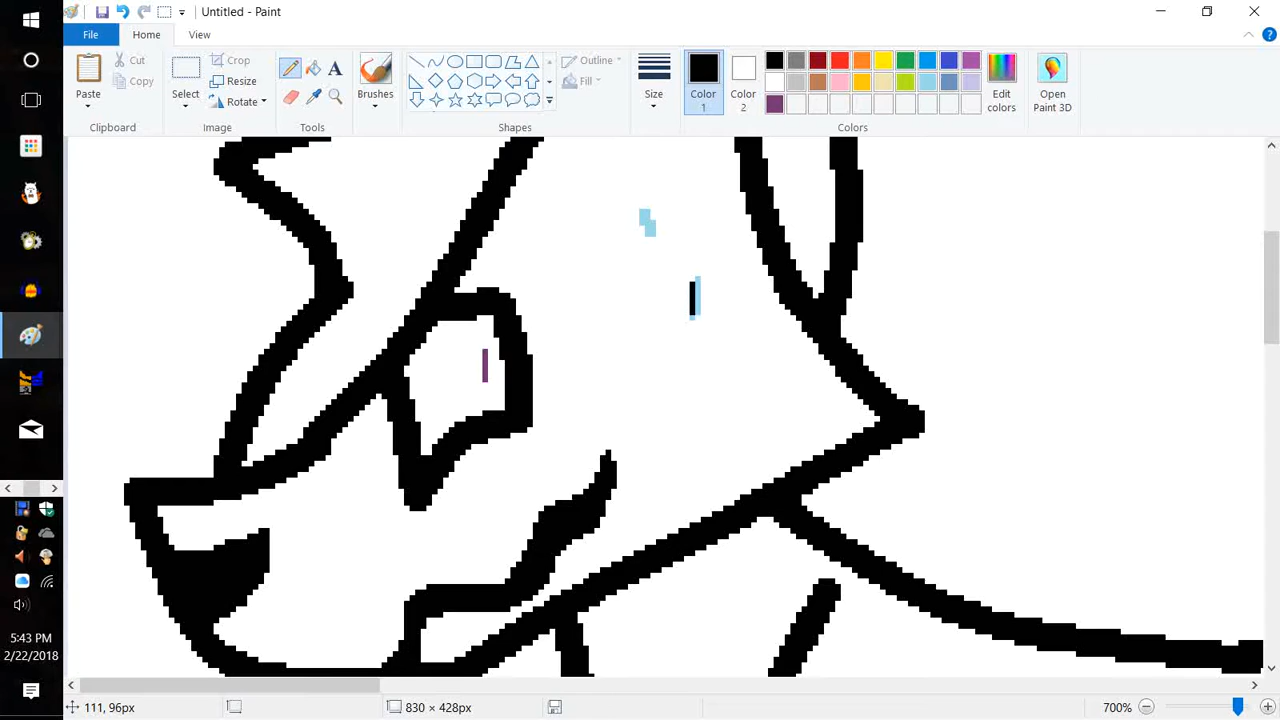 Untitled - Paint
File
Home
View
Paste
Cut
Copy
Clipboard
Select
Crop
Resize
Rotate
Image
A
Tools
Brushes
Outline
Fill
Shapes
Size
Color
1
Color
2
Edit
colors
Colors
Open
Paint 3D
5:43 PM
2/22/2018
111, 96px
830 × 428px
700%